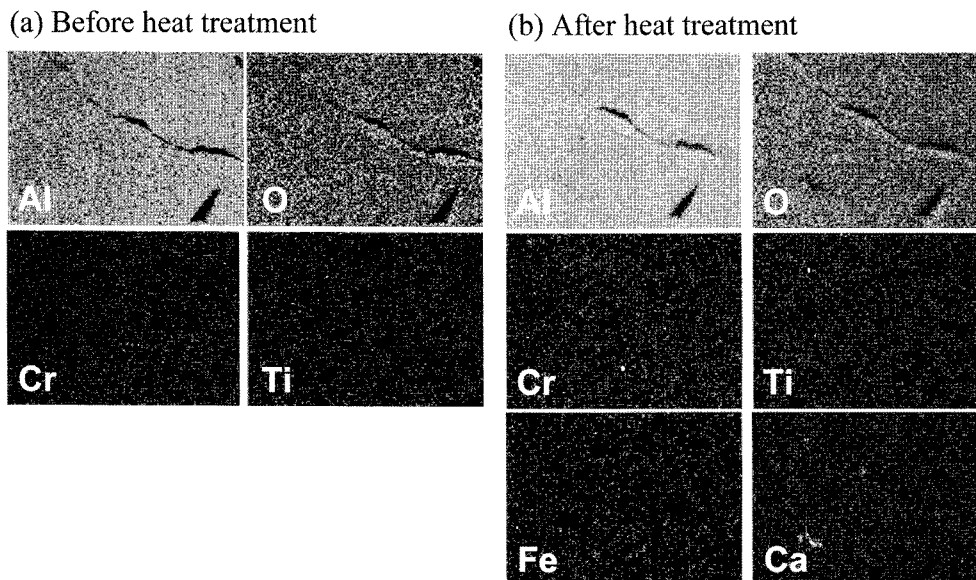 (a) Before heat treatment
(b) After heat treatment
Al
O
Al
O
Cr
Ti
Cr
Ti
Fe
Ca